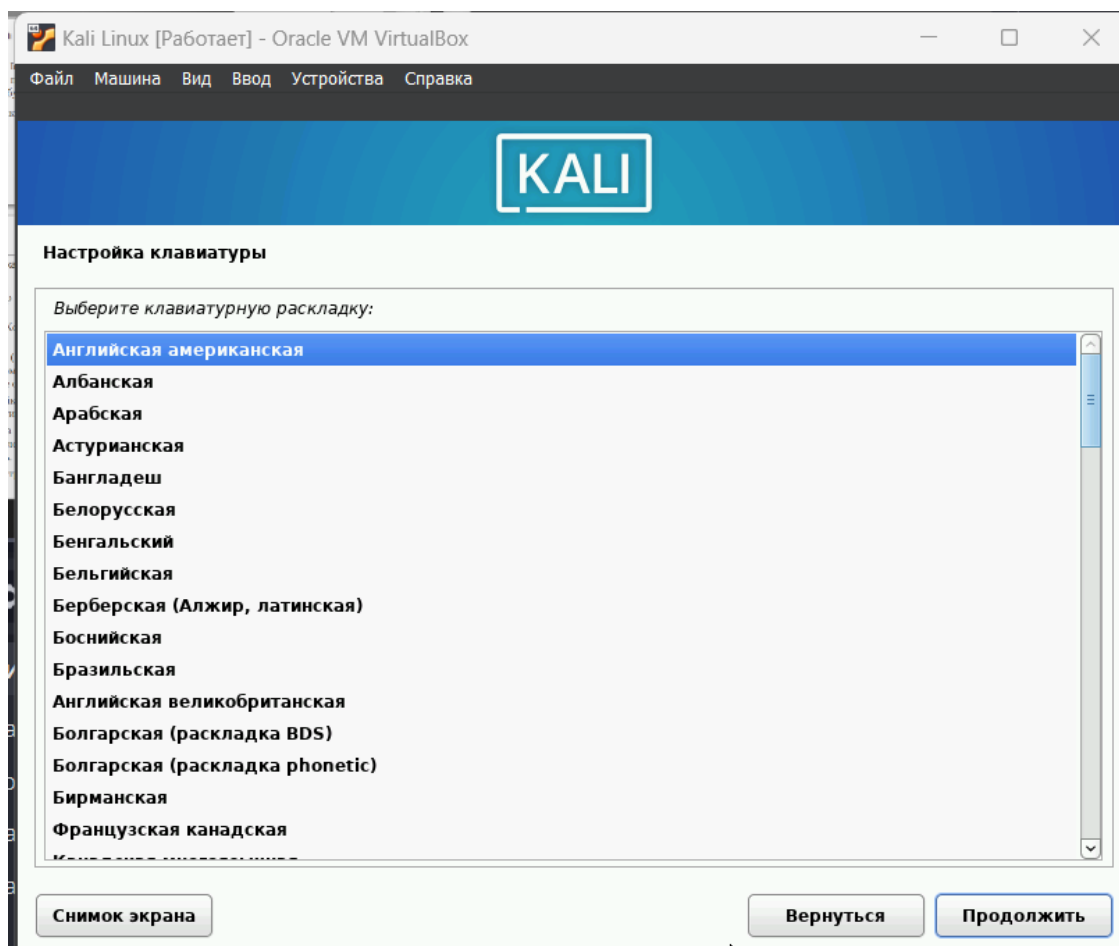 Kali Linux [Работает] - Oracle VM VirtualBox
Файл Машина Вид Ввод Устройства Справка
KALI
Настройка клавиатуры
Выберите клавиатурную раскладку:
Английская американская
Албанская
Арабская
Астурианская
Бангладеш
Белорусская
Бенгальский
Бельгийская
Берберская (Алжир, латинская)
Боснийская
Бразильская
Английская великобританская
Болгарская (раскладка BDS)
Болгарская (раскладка phonetic)
Бирманская
Французская канадская
Снимок экрана
Вернуться
Продолжить